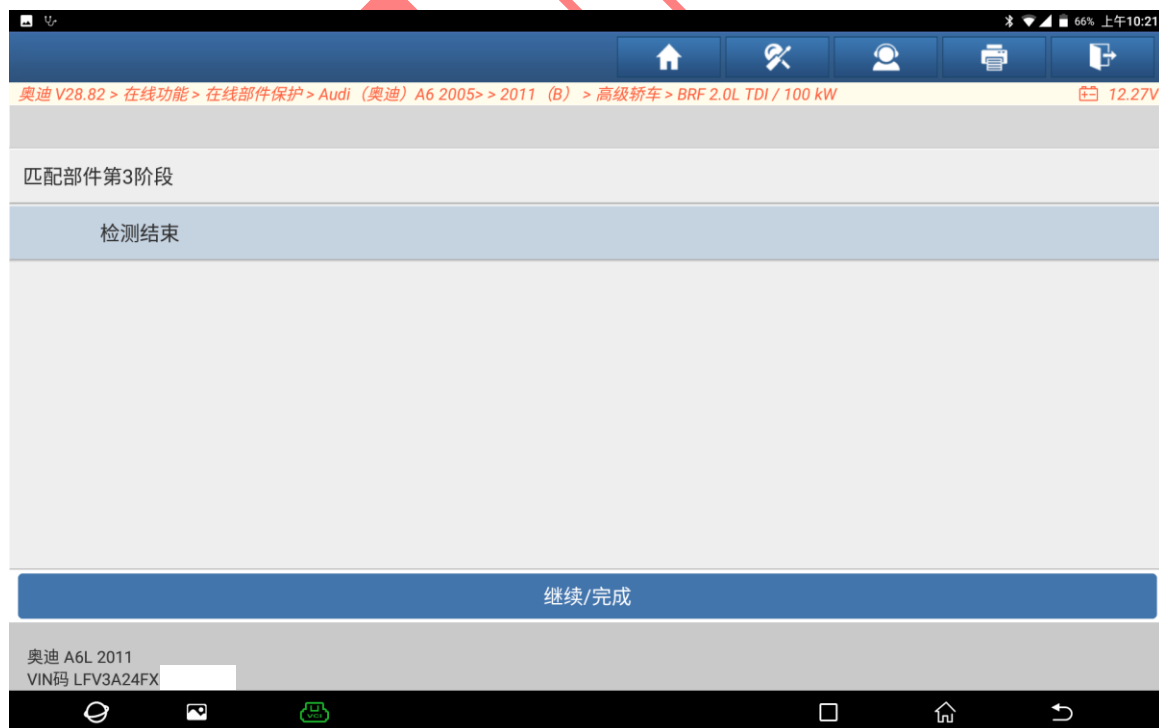 66% 上午10:21
奥迪 V28.82 > 在线功能 > 在线部件保护 > Audi（奥迪）A6 2005> > 2011（B） > 高级轿车 > BRF 2.0L TDI / 100 kW 12.27V
匹配部件第3阶段
检测结束
继续/完成
奥迪 A6L 2011
VIN码 LFV3A24FX
VCI